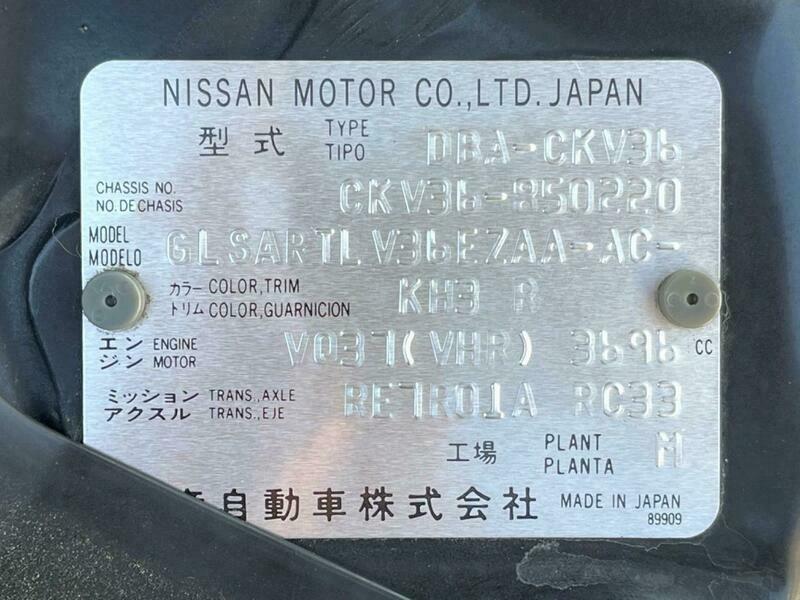 NISSAN MOTOR CO.,LTD. JAPAN
型式 TYPE TIPO DBA-CKV36
CHASSIS NO. NO. DE CHASIS CKV36-850220
MODEL MODELO GLSARTLV36EZAA-AC-
カラー COLOR, TRIM トリム COLOR, GUARNICION KH3 R
エンジン ENGINE MOTOR VQ37(VHR) 3696 CC
ミッション TRANS., AXLE アクスル TRANS., EJE RE7R01A RC33
工場 PLANT PLANTA M
産自動車株式会社 MADE IN JAPAN
89909